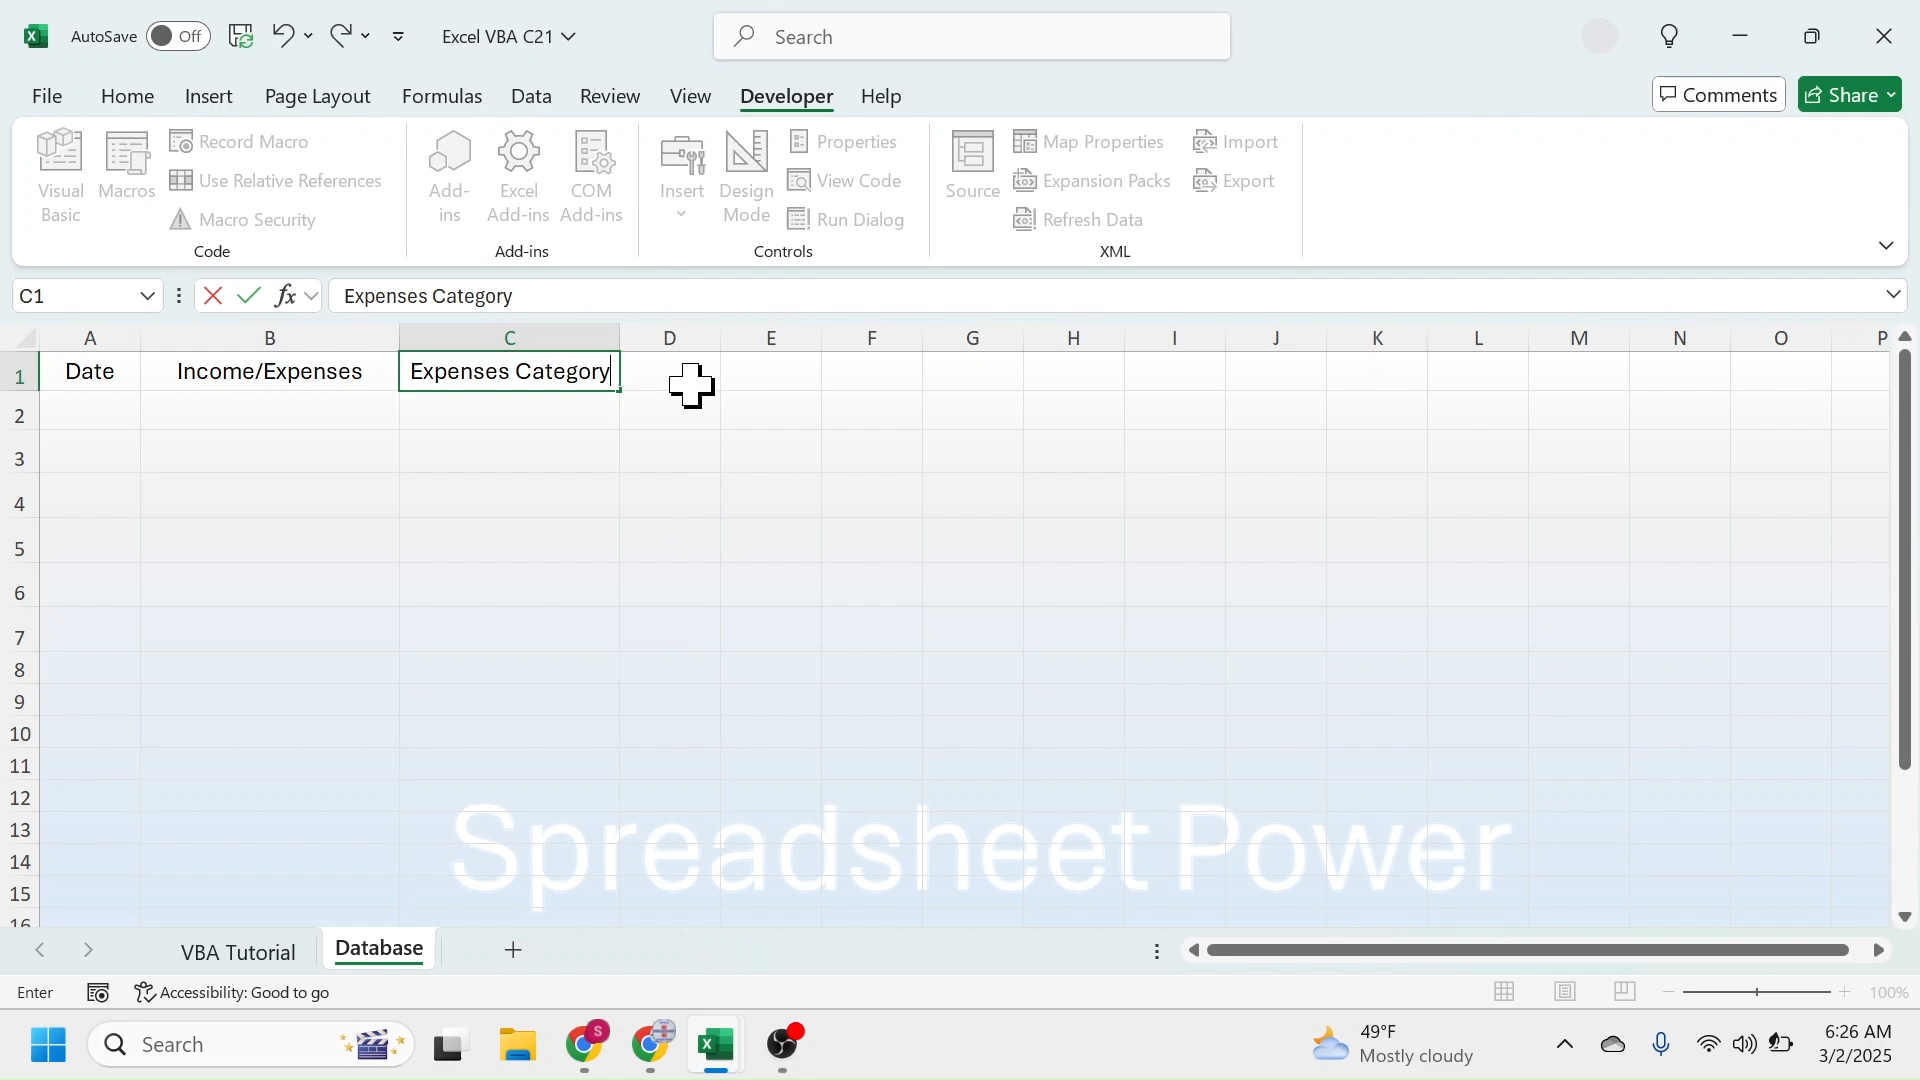 AutoSave Off Excel VBA C21 Search
File Home Insert Page Layout Formulas Data Review View Developer Help Comments Share
Visual Basic
Macros
Record Macro
Use Relative References
Macro Security
Code
Add-ins
Excel Add-ins
COM Add-ins
Add-ins
Insert
Design Mode
Properties
View Code
Run Dialog
Controls
Source
Map Properties
Expansion Packs
Refresh Data
Import
Export
XML
C1 fx Expenses Category
A B C D E F G H I J K L M N O P
1 Date Income/Expenses Expenses Category
2
3
4
5
6
7
8
9
10
11
12
13
14
15
16
Spreadsheet Power
VBA Tutorial Database
Enter Accessibility: Good to go 100%
Search
S
49°F
Mostly cloudy
6:26 AM
3/2/2025